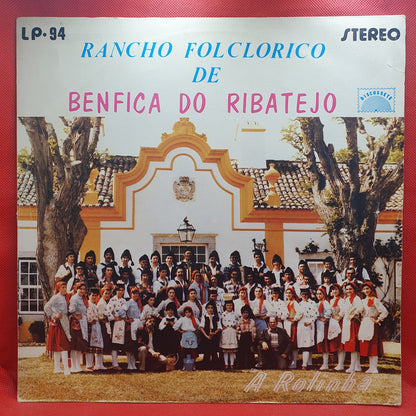 LP-94
STEREO
RANCHO FOLCLORICO
DE
BENFICA DO RIBATEJO
A Rolinha